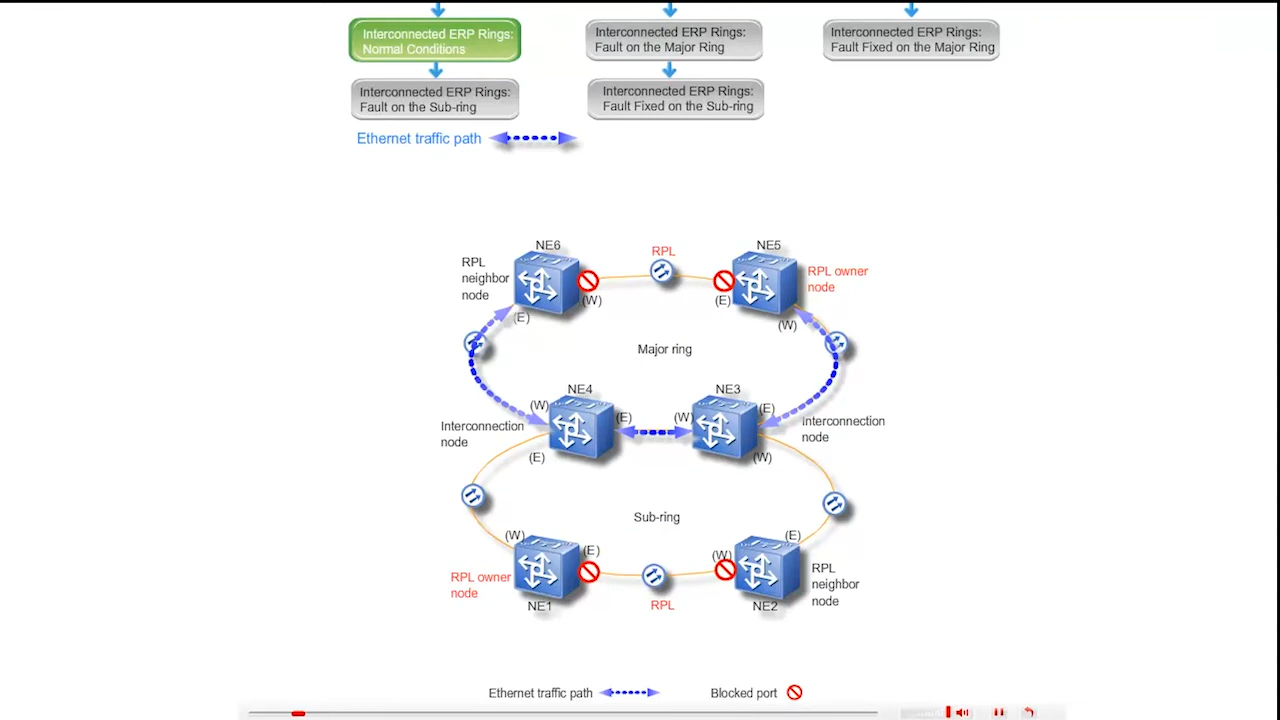 Interconnected ERP Rings:
Normal Conditions
Interconnected ERP Rings:
Fault on the Major Ring
Interconnected ERP Rings:
Fault Fixed on the Major Ring
Interconnected ERP Rings:
Fault on the Sub-ring
Interconnected ERP Rings:
Fault Fixed on the Sub-ring
Ethernet traffic path
NE6
RPL
NE5
RPL
neighbor
node
RPL owner
node
(W)
(E)
(E)
(W)
Major ring
NE4
NE3
(W)
(E)
(W)
(E)
Interconnection
node
Interconnection
node
(E)
(W)
Sub-ring
(W)
(E)
(W)
(E)
RPL owner
node
NE1
RPL
NE2
RPL
neighbor
node
Ethernet traffic path
Blocked port